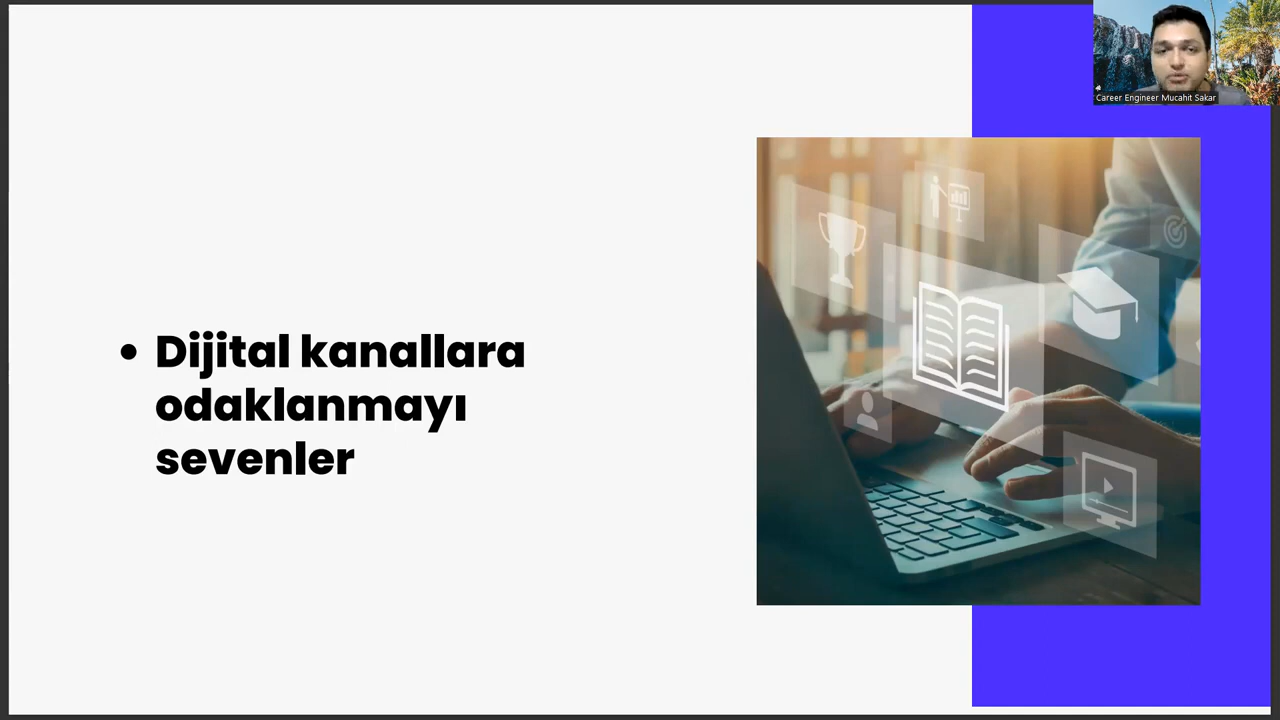 Career Engineer Mucahit Sakar
• Dijital kanallara
odaklanmayı
sevenler